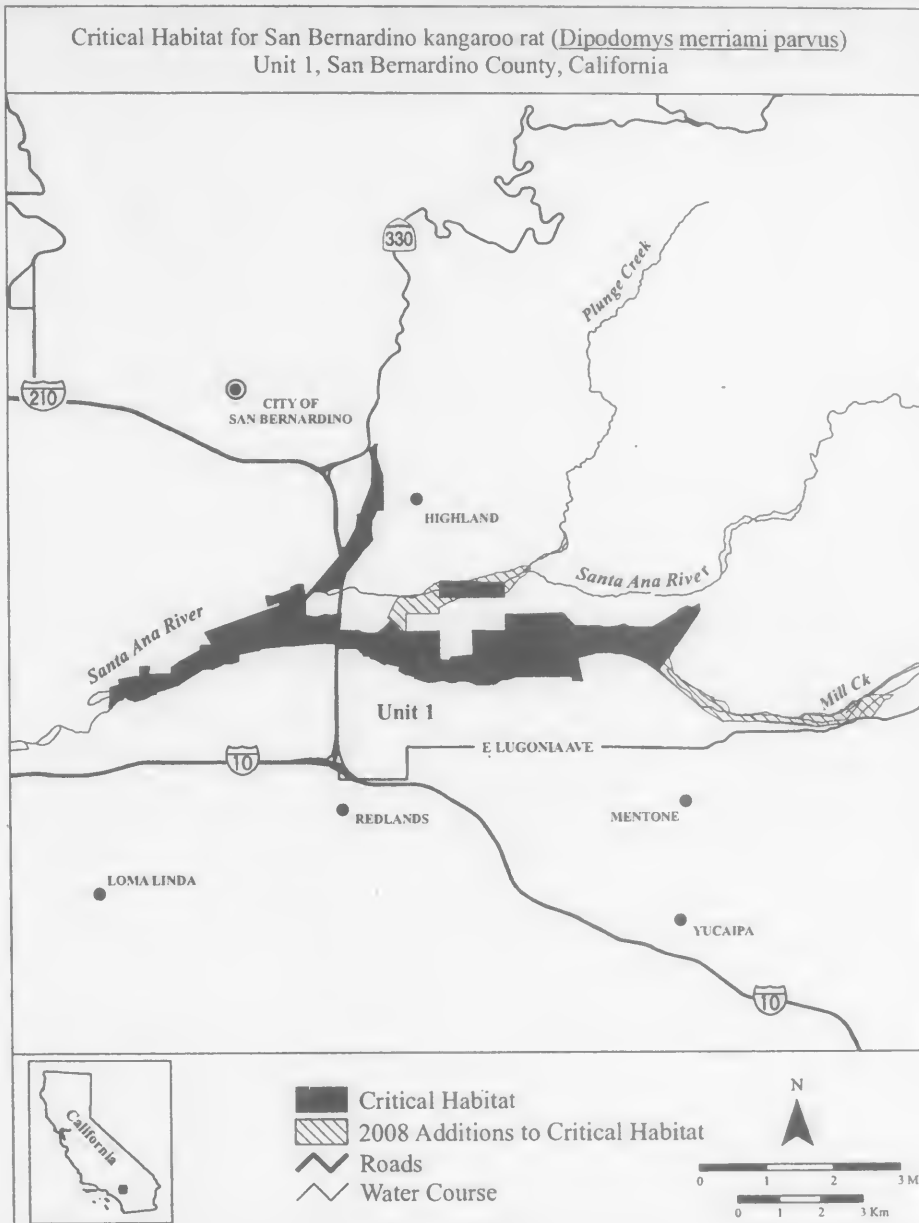 Critical Habitat for San Bernardino kangaroo rat (Dipodomys merriami parvus)
Unit 1, San Bernardino County, California
330
Plunge Creek
210
CITY OF
SAN BERNARDINO
HIGHLAND
Santa Ana River
Santa Ana River
Mill Ck
Unit 1
E LUGONIA AVE
10
REDLANDS
MENTONE
LOMA LINDA
YUCAIPA
10
California
Critical Habitat
2008 Additions to Critical Habitat
Roads
Water Course
N
0 1 2 3 M
0 1 2 3 Km